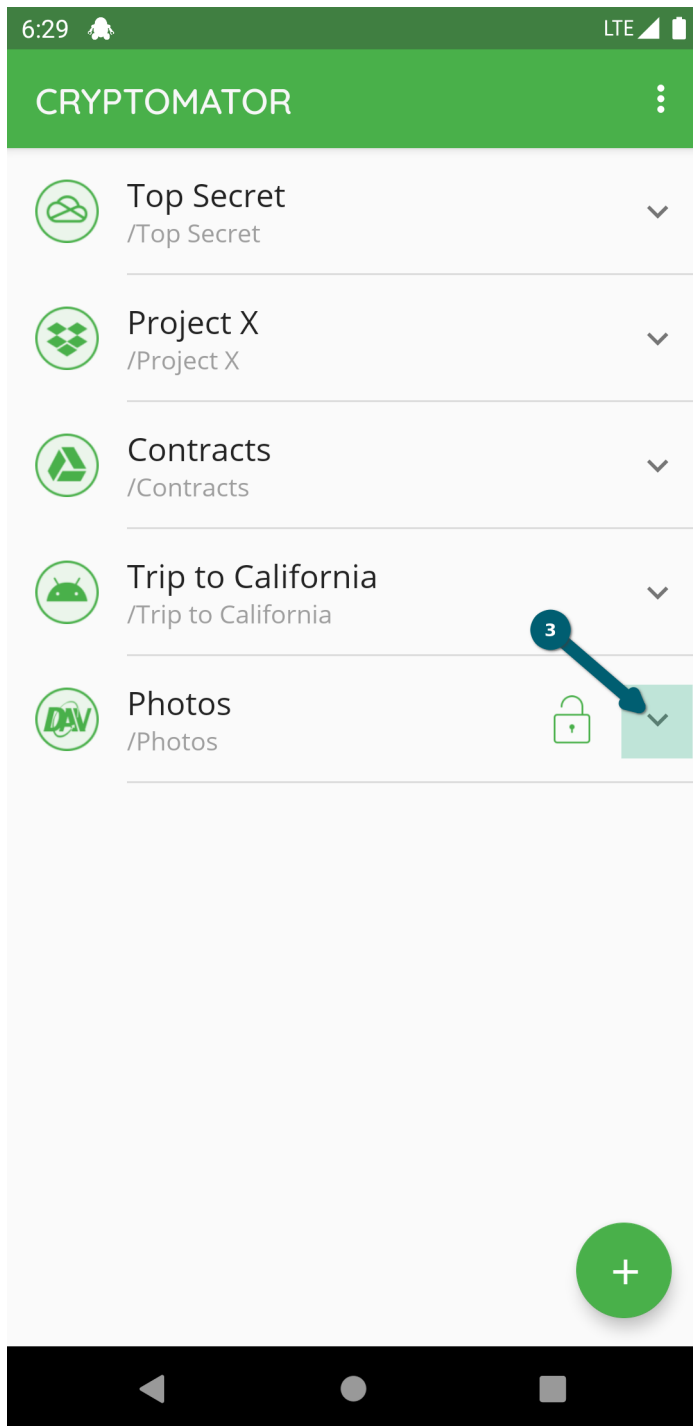 6:29 LTE
CRYPTOMATOR
Top Secret
/Top Secret
Project X
/Project X
Contracts
/Contracts
Trip to California
/Trip to California
3
DAV
Photos
/Photos